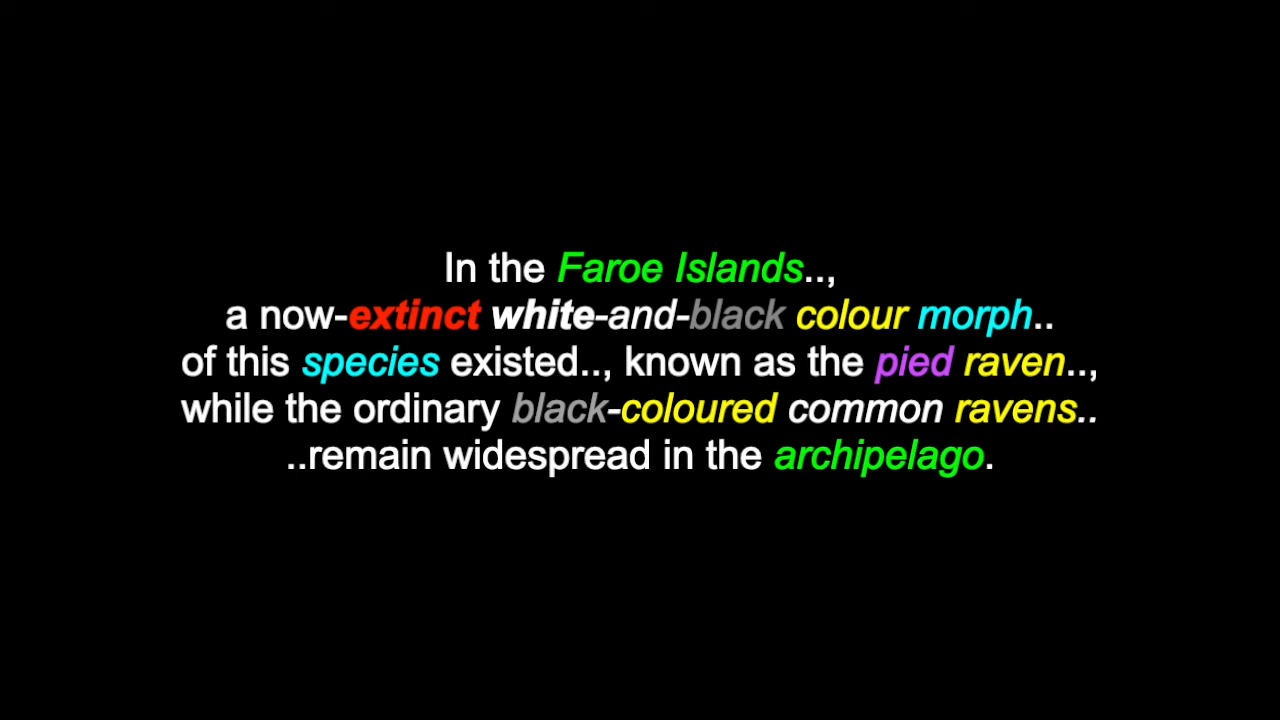 In the Faroe Islands..,
a now-extinct white-and-black colour morph..
of this species existed.., known as the pied raven..,
while the ordinary black-coloured common ravens..
..remain widespread in the archipelago.